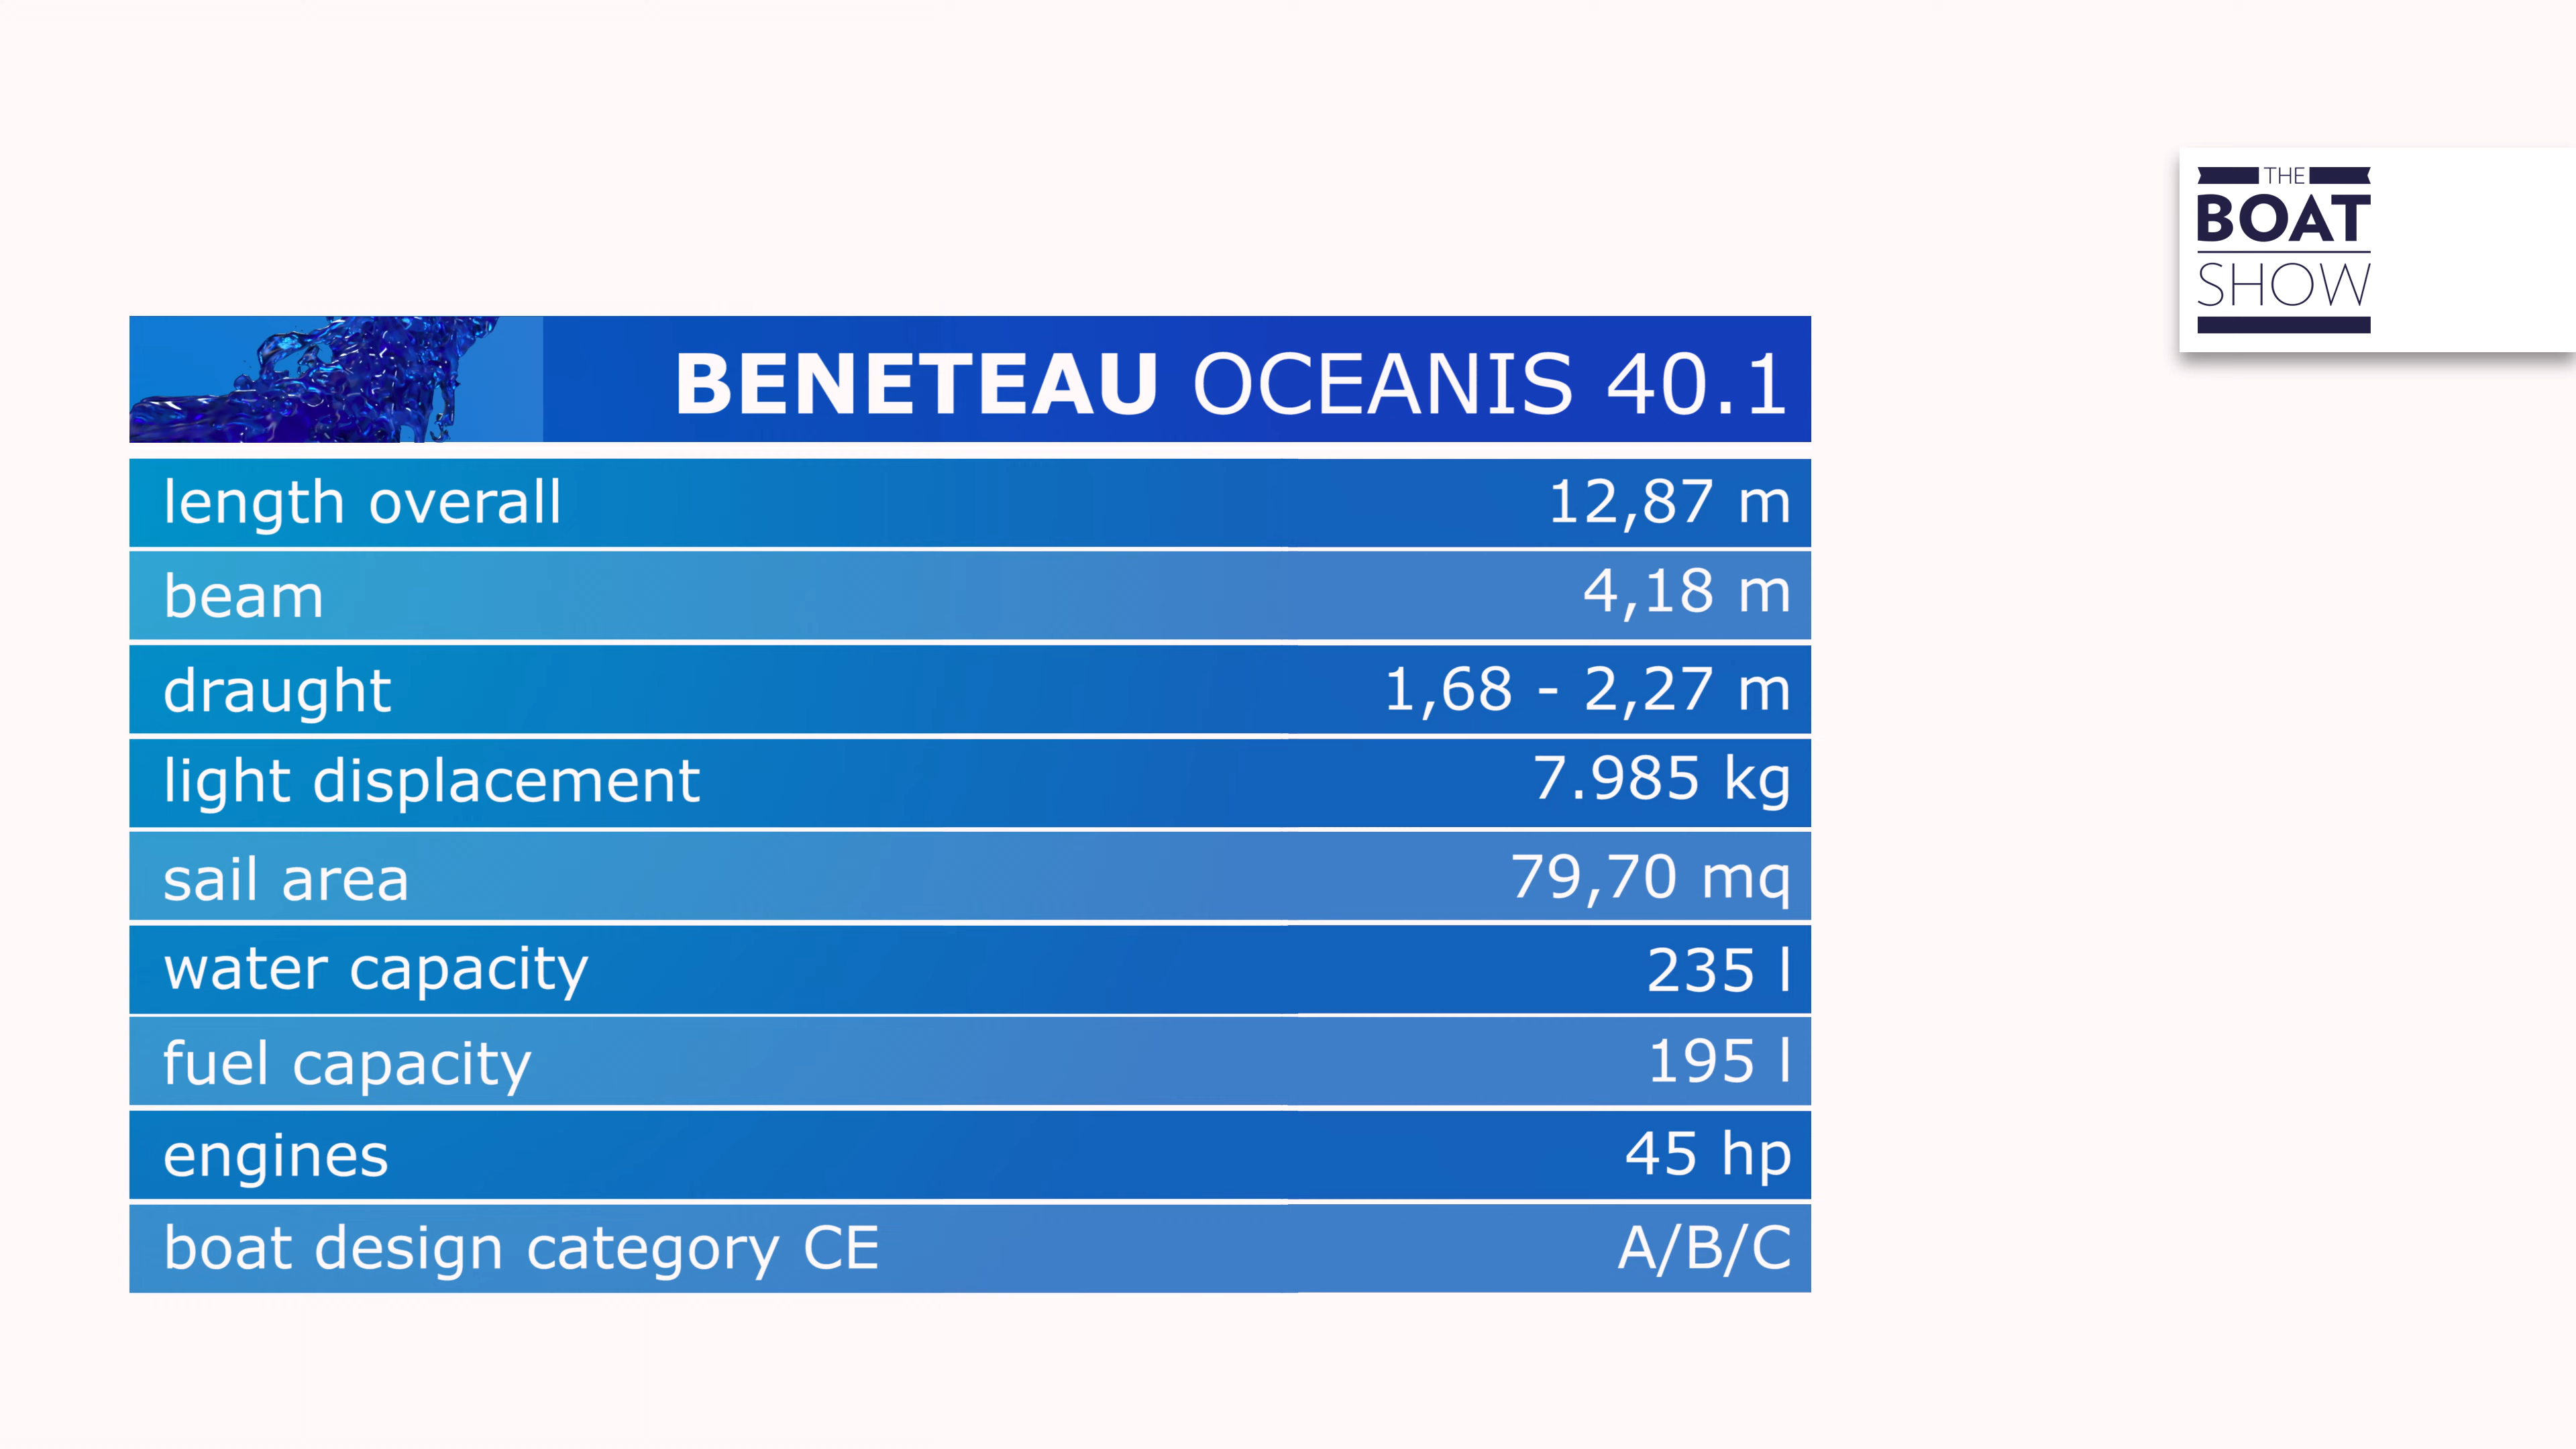 THE
BOAT
SHOW
BENETEAU OCEANIS 40.1
length overall 12,87 m
beam 4,18 m
draught 1,68 - 2,27 m
light displacement 7.985 kg
sail area 79,70 mq
water capacity 235 l
fuel capacity 195 l
engines 45 hp
boat design category CE A/B/C